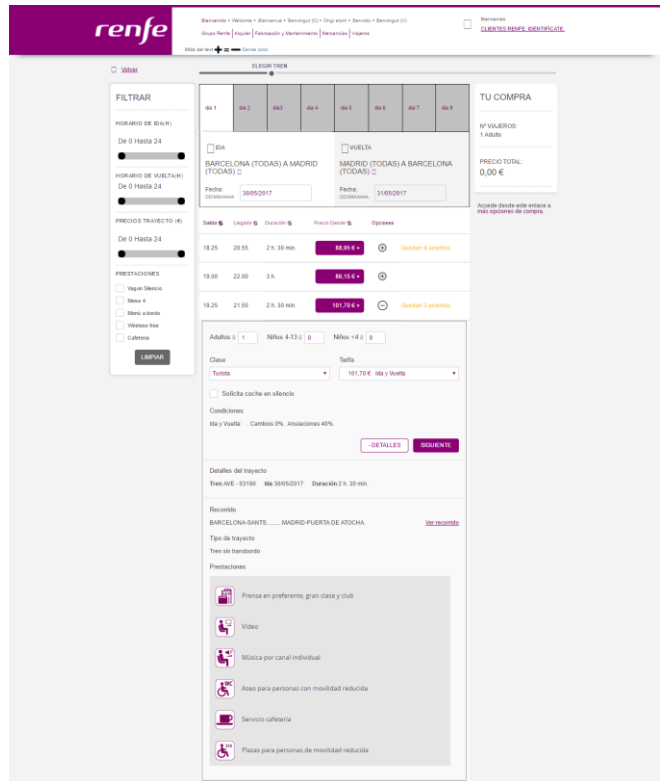 renfe
Bienvenido • Welcome • Bienvenue • Benvingut (C) • Ongi etorri • Benvido • Benvingut (V)
Grupo Renfe | Alquiler | Fabricación y Mantenimiento | Mercancías | Viajeros
Bienvenido
CLIENTES RENFE, IDENTIFÍCATE.
Mida del text + = − Sense color
Volver
ELEGIR TREN
FILTRAR
HORARIO DE IDA(H)
De 0 Hasta 24
HORARIO DE VUELTA(H)
De 0 Hasta 24
PRECIOS TRAYECTO (€)
De 0 Hasta 24
PRESTACIONES
Vagon Silencio
Mesa 4
Menú a bordo
Wireless free
Cafetería
LIMPIAR
día 1 día 2 día3 día 4 día 5 día 6 día 7 día 8
IDA
BARCELONA (TODAS) A MADRID (TODAS)
Fecha:
DD/MM/AAAA
30/05/2017
VUELTA
MADRID (TODAS) A BARCELONA (TODAS)
Fecha:
DD/MM/AAAA
31/05/2017
Salida Llegada Duración Precio Desde Opciones
18.25 20.55 2 h. 30 min. 88,95 € Quedan 4 asientos
19.00 22.00 3 h. 86,15 €
19.25 21.55 2 h. 30 min. 101,70 € Quedan 3 asientos
Adultos 1 Niños 4-13 0 Niños <4 0
Clase Tarifa
Turista 101,70 € Ida y Vuelta
Solicita coche en silencio
Condiciones
Ida y Vuelta: . Cambios 0%. Anulaciones 40%.
- DETALLES SIGUIENTE
Detalles del trayecto
Tren AVE - 03190 Ida 30/05/2017 Duración 2 h. 30 min.
Recorrido
BARCELONA-SANTS.........MADRID-PUERTA DE ATOCHA. Ver recorrido
Tipo de trayecto
Tren sin transbordo
Prestaciones
Prensa en preferente, gran clase y club
Vídeo
Música por canal individual
WC
Aseo para personas con movilidad reducida
Servicio cafetería
Plazas para personas de movilidad reducida
TU COMPRA
Nº VIAJEROS:
1 Adulto
PRECIO TOTAL:
0,00 €
Accede desde este enlace a
más opciones de compra.